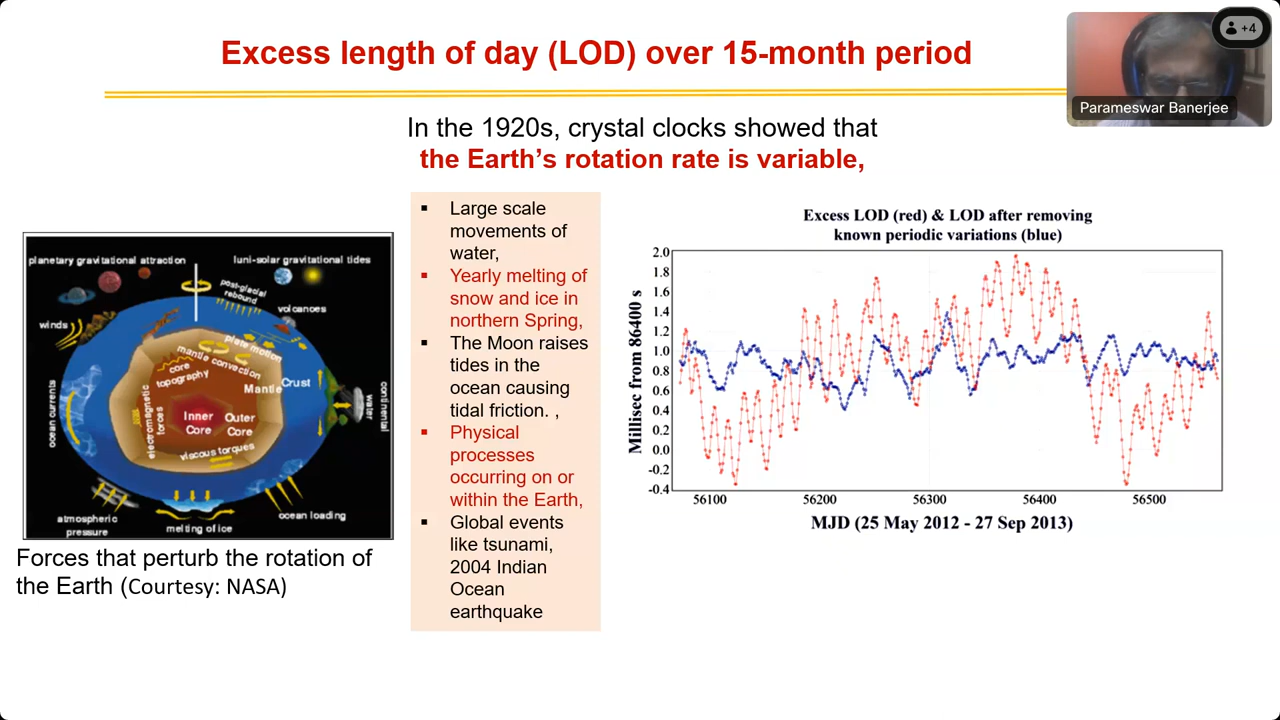 Excess length of day (LOD) over 15-month period
+4
Parameswar Banerjee
In the 1920s, crystal clocks showed that
the Earth's rotation rate is variable,
planetary gravitational attraction
luni-solar gravitational tides
post-glacial
rebound
volcanoes
winds
plate motion
mantle convection
core
topography
Mantle
Crust
ocean currents
electromagnetic
forces
Inner
Core
Outer
Core
continental
water
viscous torques
atmospheric
pressure
melting of ice
ocean loading
Forces that perturb the rotation of
the Earth (Courtesy: NASA)
▪ Large scale
movements of
water,
▪ Yearly melting of
snow and ice in
northern Spring,
▪ The Moon raises
tides in the
ocean causing
tidal friction. ,
▪ Physical
processes
occurring on or
within the Earth,
▪ Global events
like tsunami,
2004 Indian
Ocean
earthquake
Excess LOD (red) & LOD after removing
known periodic variations (blue)
Millisec from 86400 s
2.0
1.8
1.6
1.4
1.2
1.0
0.8
0.6
0.4
0.2
0.0
-0.2
-0.4
56100 56200 56300 56400 56500
MJD (25 May 2012 - 27 Sep 2013)